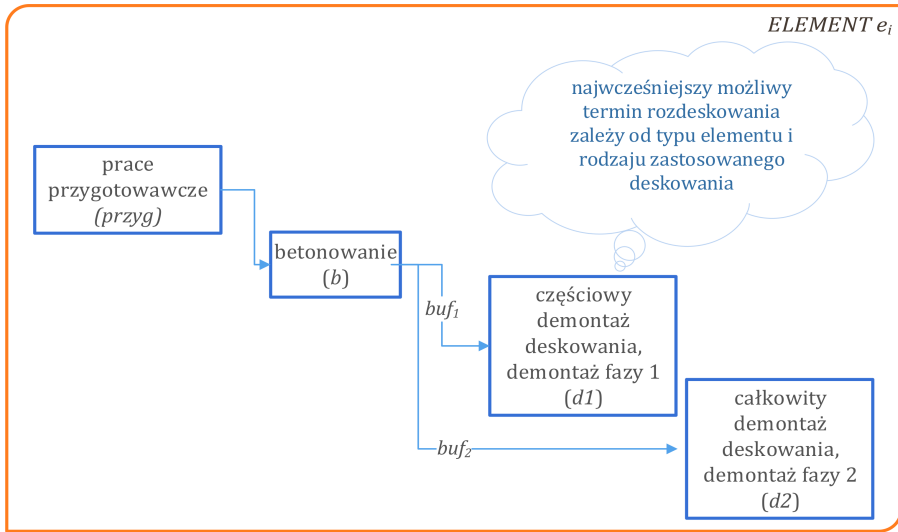 ELEMENT eᵢ
najwcześniejszy możliwy
termin rozdeskowania
zależy od typu elementu i
rodzaju zastosowanego
deskowania
prace
przygotowawcze
(przyg)
betonowanie
(b)
buf₁
częściowy
demontaż
deskowania,
demontaż fazy 1
(d1)
buf₂
całkowity
demontaż
deskowania,
demontaż fazy 2
(d2)